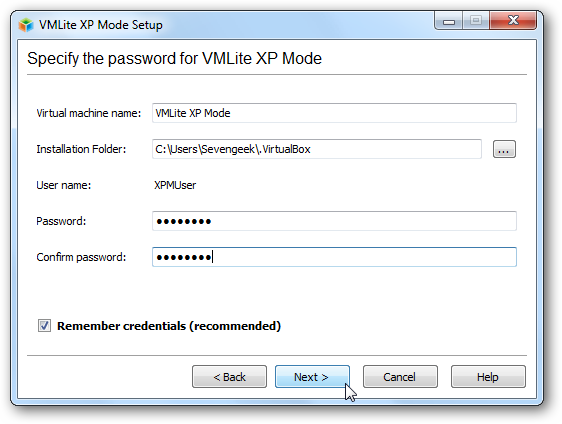 VMLite XP Mode Setup
Specify the password for VMLite XP Mode
Virtual machine name: VMLite XP Mode
Installation Folder: C:\Users\Sevengeek\.VirtualBox ...
User name: XPMUser
Password: ●●●●●●●●
Confirm password: ●●●●●●●●
Remember credentials (recommended)
< Back Next > Cancel Help